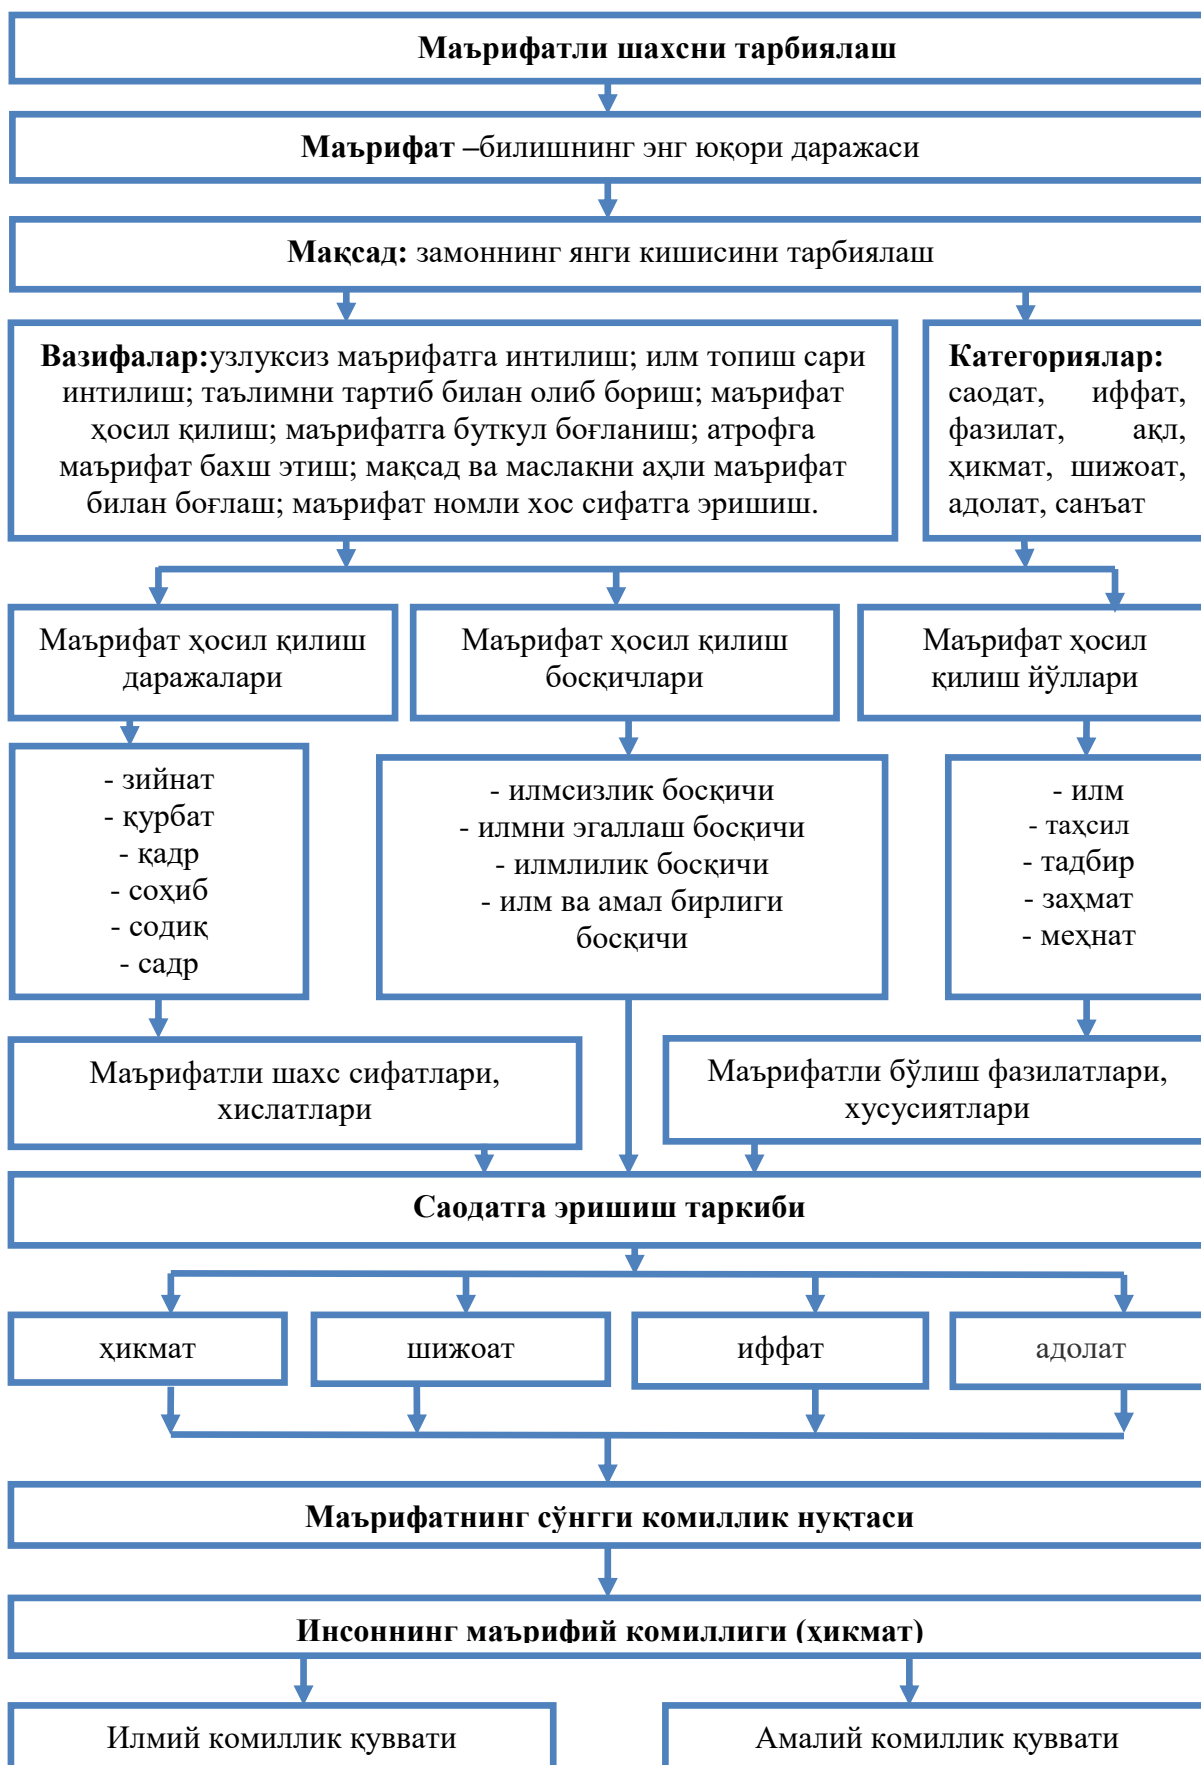 Маърифатли шахсни тарбиялаш
Маърифат –билишнинг энг юқори даражаси
Мақсад: замоннинг янги кишисини тарбиялаш
Вазифалар:узлуксиз маърифатга интилиш; илм топиш сари
интилиш; таълимни тартиб билан олиб бориш; маърифат
ҳосил қилиш; маърифатга буткул боғланиш; атрофга
маърифат бахш этиш; мақсад ва маслакни аҳли маърифат
билан боғлаш; маърифат номли хос сифатга эришиш.
Категориялар:
саодат, иффат,
фазилат, ақл,
ҳикмат, шижоат,
адолат, санъат
Маърифат ҳосил қилиш
даражалари
Маърифат ҳосил қилиш
босқичлари
Маърифат ҳосил
қилиш йўллари
- зийнат
- қурбат
- қадр
- соҳиб
- содиқ
- садр
- илмсизлик босқичи
- илмни эгаллаш босқичи
- илмлилик босқичи
- илм ва амал бирлиги
босқичи
- илм
- таҳсил
- тадбир
- заҳмат
- меҳнат
Маърифатли шахс сифатлари,
хислатлари
Маърифатли бўлиш фазилатлари,
хусусиятлари
Саодатга эришиш таркиби
ҳикмат
шижоат
иффат
адолат
Маърифатнинг сўнгги комиллик нуқтаси
Инсоннинг маърифий комиллиги (ҳикмат)
Илмий комиллик қуввати
Амалий комиллик қуввати